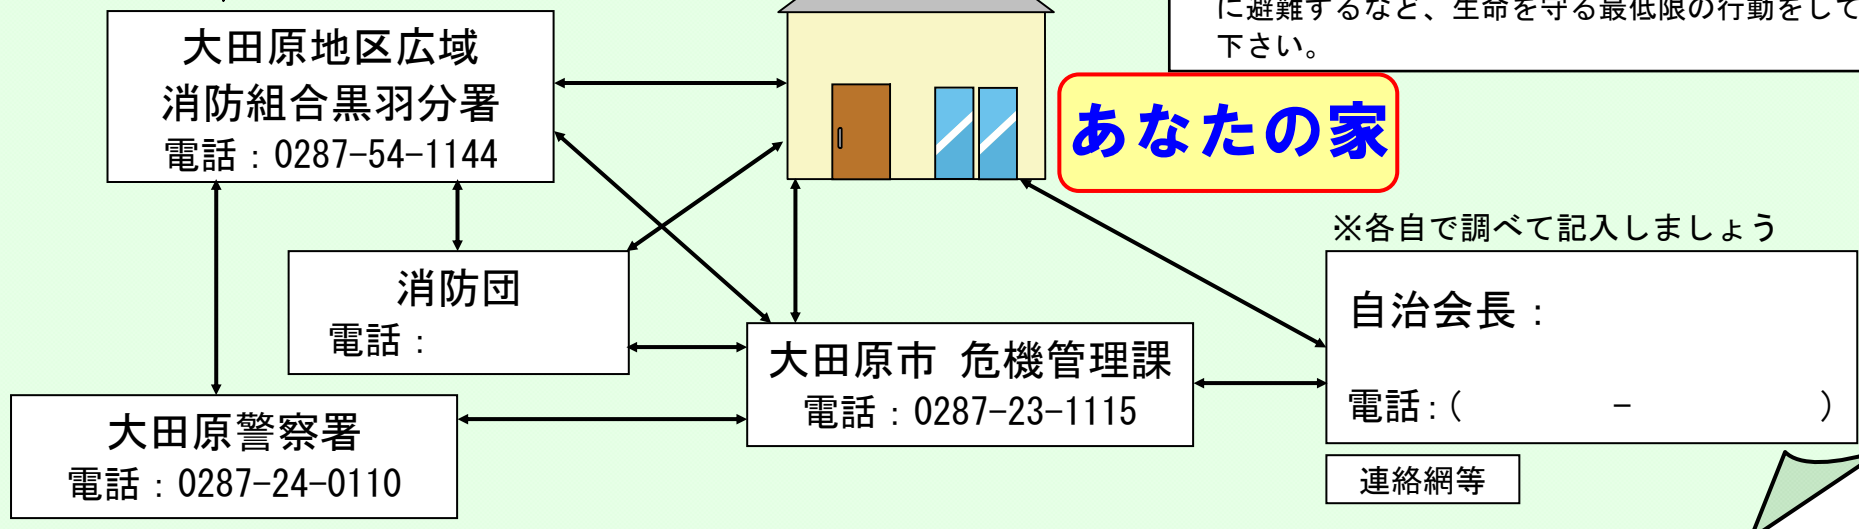 に避難するなど、生命を守る最低限の行動をして
下さい。
大田原地区広域
消防組合黒羽分署
電話：0287-54-1144
あなたの家
※各自で調べて記入しましょう
消防団
電話：
自治会長：
電話：(　　　－　　　)
大田原市 危機管理課
電話：0287-23-1115
大田原警察署
電話：0287-24-0110
連絡網等